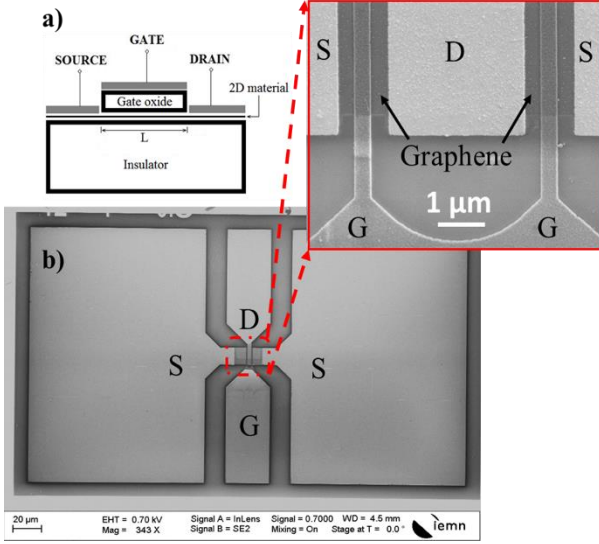 a)
GATE
SOURCE
DRAIN
2D material
Gate oxide
L
Insulator
S
D
S
Graphene
1 µm
G
G
b)
D
S
S
G
20 µm
EHT = 0.70 kV
Signal A = InLens
Signal = 0.7000
WD = 4.5 mm
Mag = 343 X
Signal B = SE2
Mixing = On
Stage at T = 0.0 °
iemn